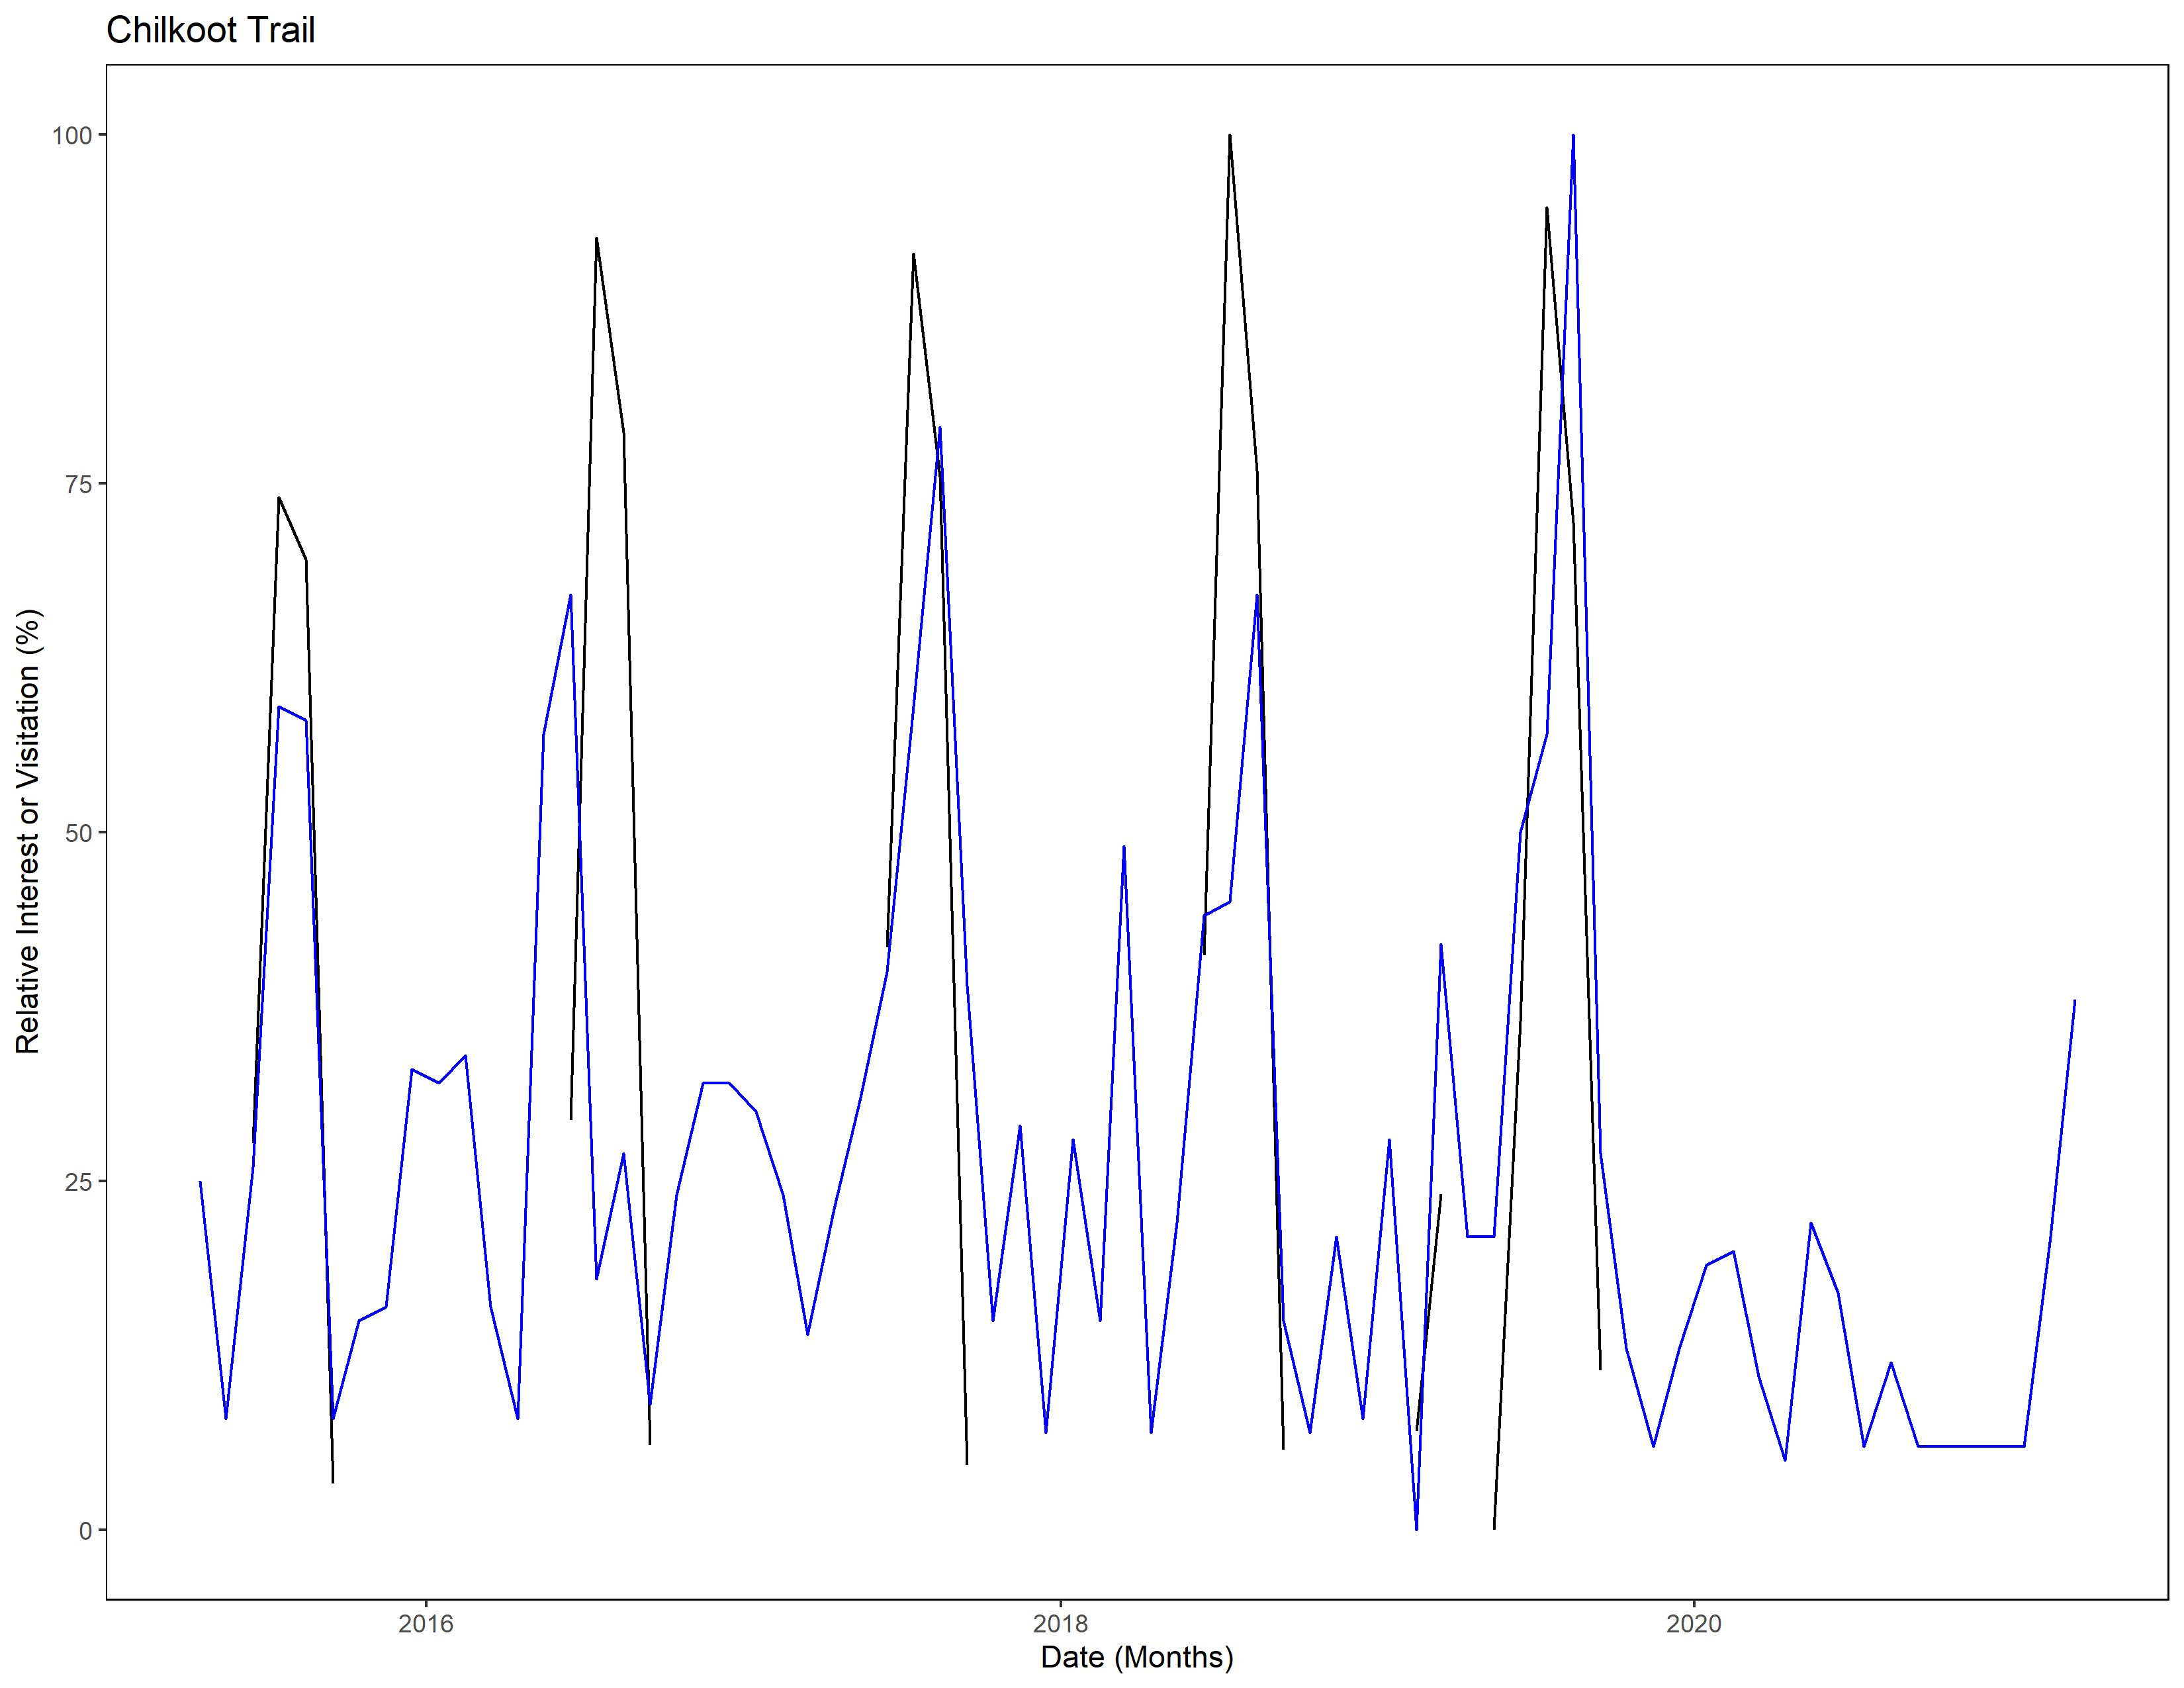 Chilkoot Trail
Relative Interest or Visitation (%)
100
75
50
25
0
2016 2018 2020
Date (Months)